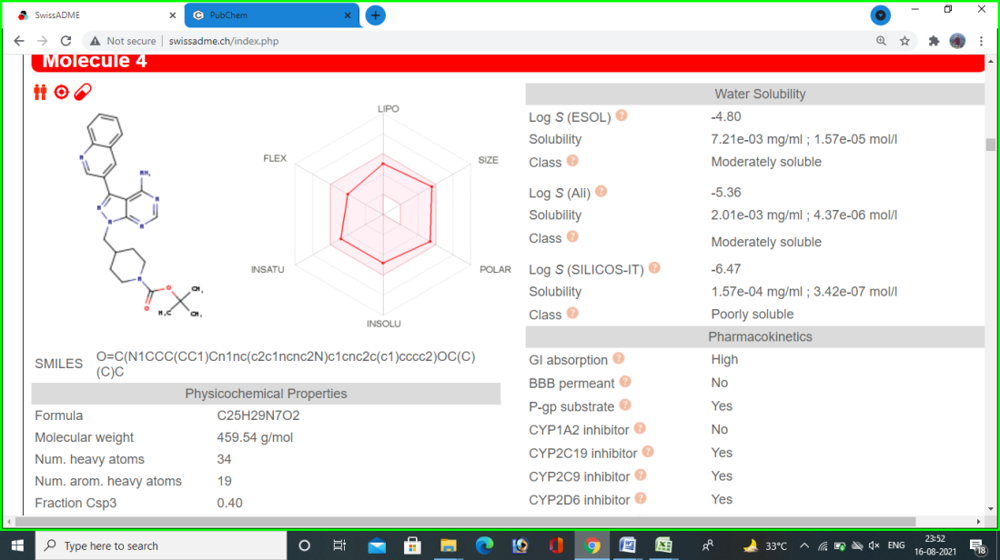 SwissADME
PubChem
Not secure | swissadme.ch/index.php
Molecule 4
LIPO
FLEX
SIZE
INSATU
POLAR
INSOLU
NH,
N
N
N
N
N
N
N
O
O
CH,
H,C
CH,
SMILES O=C(N1CCC(CC1)Cn1nc(c2c1ncnc2N)c1cnc2c(c1)cccc2)OC(C)
(C)C
Physicochemical Properties
Formula C25H29N7O2
Molecular weight 459.54 g/mol
Num. heavy atoms 34
Num. arom. heavy atoms 19
Fraction Csp3 0.40
Water Solubility
Log S (ESOL) ? -4.80
Solubility 7.21e-03 mg/ml ; 1.57e-05 mol/l
Class ? Moderately soluble
Log S (Ali) ? -5.36
Solubility 2.01e-03 mg/ml ; 4.37e-06 mol/l
Class ? Moderately soluble
Log S (SILICOS-IT) ? -6.47
Solubility 1.57e-04 mg/ml ; 3.42e-07 mol/l
Class ? Poorly soluble
Pharmacokinetics
GI absorption ? High
BBB permeant ? No
P-gp substrate ? Yes
CYP1A2 inhibitor ? No
CYP2C19 inhibitor ? Yes
CYP2C9 inhibitor ? Yes
CYP2D6 inhibitor ? Yes
Type here to search
33°C
ENG
23:52
16-08-2021
18